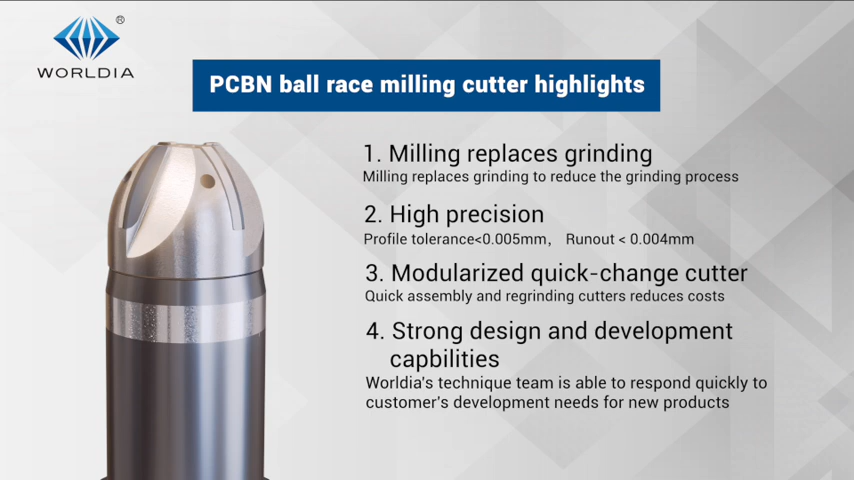 ®
WORLDIA
PCBN ball race milling cutter highlights
1. Milling replaces grinding
Milling replaces grinding to reduce the grinding process
2. High precision
Profile tolerance<0.005mm, Runout < 0.004mm
3. Modularized quick-change cutter
Quick assembly and regrinding cutters reduces costs
4. Strong design and development
capbilities
Worldia's technique team is able to respond quickly to
customer's development needs for new products